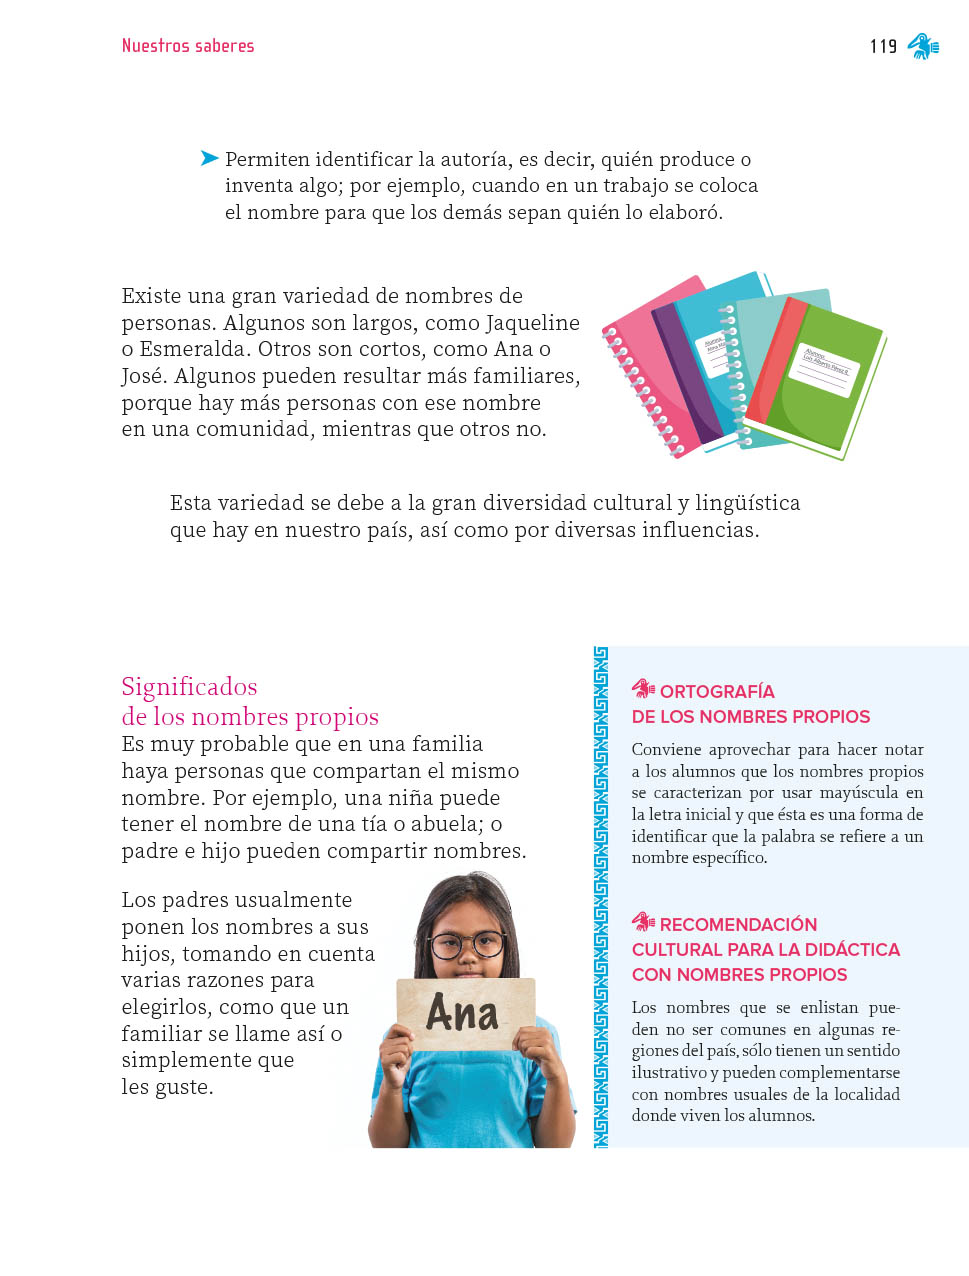 Nuestros saberes
119
Permiten identificar la autoría, es decir, quién produce o
inventa algo; por ejemplo, cuando en un trabajo se coloca
el nombre para que los demás sepan quién lo elaboró.
Existe una gran variedad de nombres de
personas. Algunos son largos, como Jaqueline
o Esmeralda. Otros son cortos, como Ana o
José. Algunos pueden resultar más familiares,
porque hay más personas con ese nombre
en una comunidad, mientras que otros no.
Alumna
Alumno
Luis Alberto Pérez R.
Esta variedad se debe a la gran diversidad cultural y lingüística
que hay en nuestro país, así como por diversas influencias.
Significados
de los nombres propios
Es muy probable que en una familia
haya personas que compartan el mismo
nombre. Por ejemplo, una niña puede
tener el nombre de una tía o abuela; o
padre e hijo pueden compartir nombres.
Los padres usualmente
ponen los nombres a sus
hijos, tomando en cuenta
varias razones para
elegirlos, como que un
familiar se llame así o
simplemente que
les guste.
Ana
ORTOGRAFÍA
DE LOS NOMBRES PROPIOS
Conviene aprovechar para hacer notar
a los alumnos que los nombres propios
se caracterizan por usar mayúscula en
la letra inicial y que ésta es una forma de
identificar que la palabra se refiere a un
nombre específico.
RECOMENDACIÓN
CULTURAL PARA LA DIDÁCTICA
CON NOMBRES PROPIOS
Los nombres que se enlistan pue-
den no ser comunes en algunas re-
giones del país, sólo tienen un sentido
ilustrativo y pueden complementarse
con nombres usuales de la localidad
donde viven los alumnos.